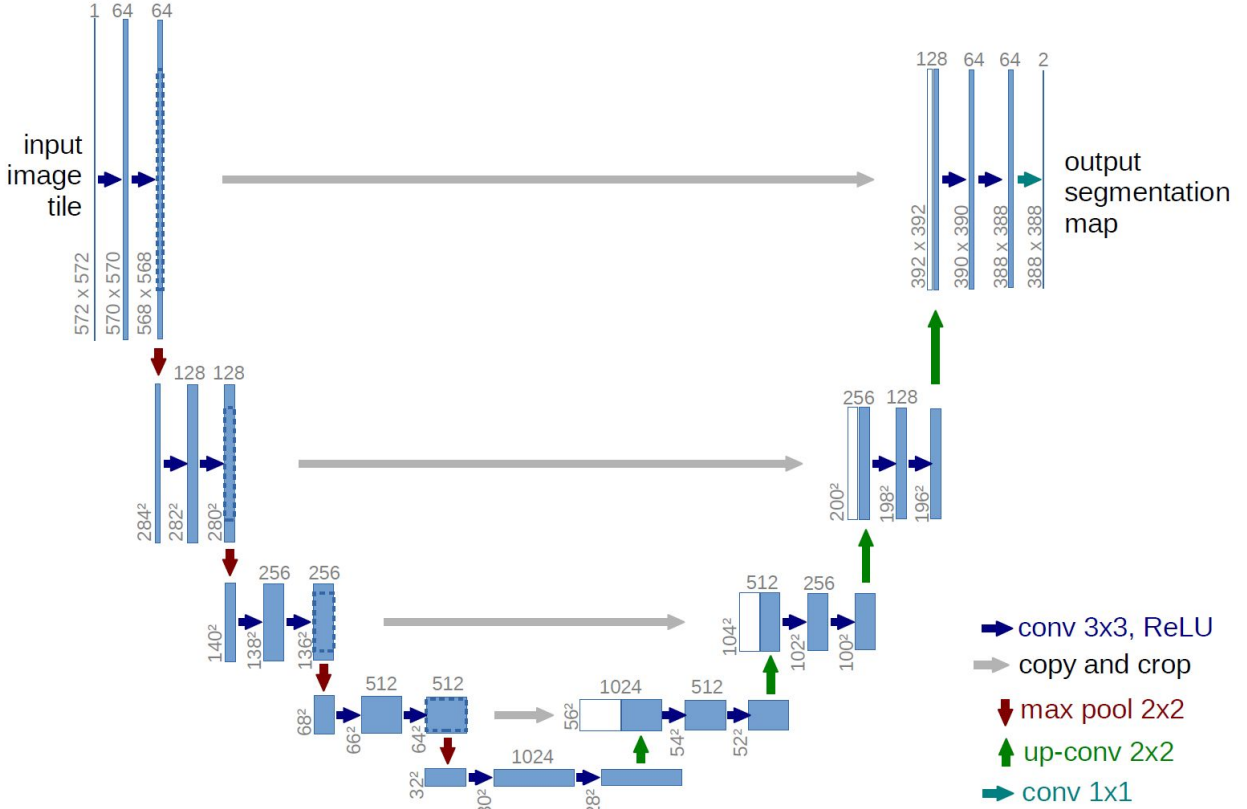 1 64 64
128 64 64 2
input
image
tile
output
segmentation
map
572 x 572
570 x 570
568 x 568
392 x 392
390 x 390
388 x 388
388 x 388
128 128
256 128
284²
282²
280²
200²
198²
196²
256 256
512 256
140²
138²
136²
104²
102²
100²
512 512
1024 512
68²
66²
64²
56²
54²
52²
1024
32²
30²
28²
conv 3x3, ReLU
copy and crop
max pool 2x2
up-conv 2x2
conv 1x1